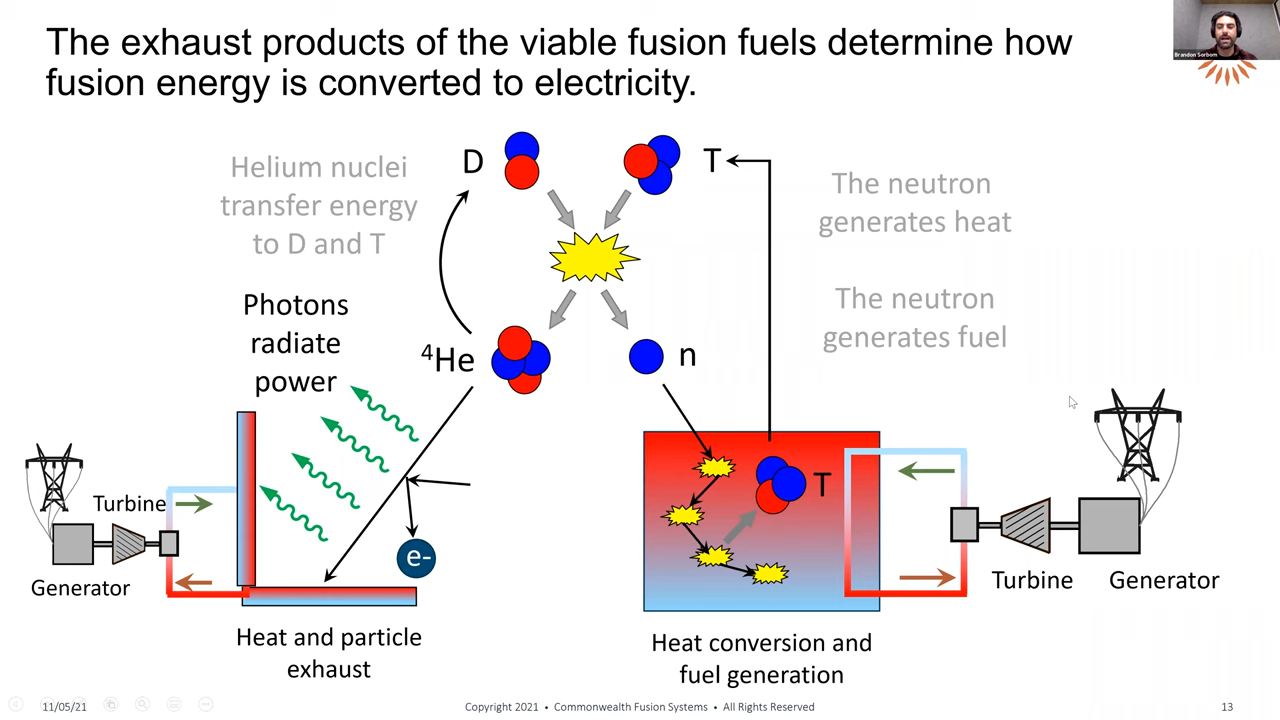 The exhaust products of the viable fusion fuels determine how
fusion energy is converted to electricity.
Brandon Sorbom
Helium nuclei
transfer energy
to D and T
D
T
The neutron
generates heat
The neutron
generates fuel
Photons
radiate
power
⁴He
n
T
e-
Turbine
Generator
Heat and particle
exhaust
Heat conversion and
fuel generation
Turbine
Generator
11/05/21
Copyright 2021 • Commonwealth Fusion Systems • All Rights Reserved
13